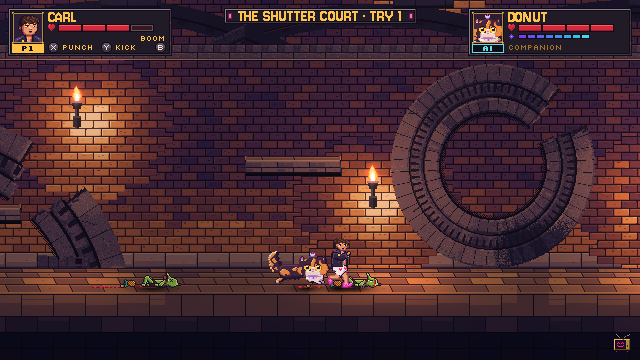 CARL
THE SHUTTER COURT · TRY 1
DONUT
BOOM
P1
X PUNCH Y KICK B
AI
COMPANION